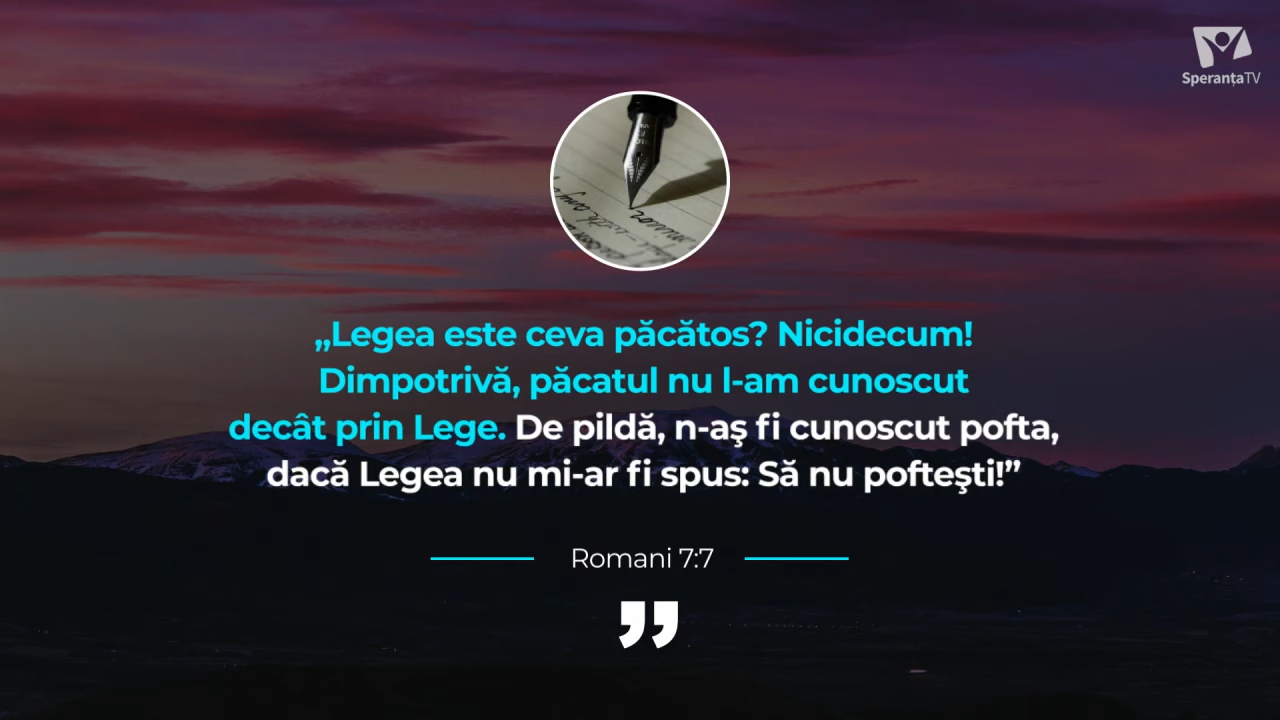 SperanțaTV
„Legea este ceva păcătos? Nicidecum!
Dimpotrivă, păcatul nu l-am cunoscut
decât prin Lege. De pildă, n-aş fi cunoscut pofta,
dacă Legea nu mi-ar fi spus: Să nu pofteşti!”
Romani 7:7
”